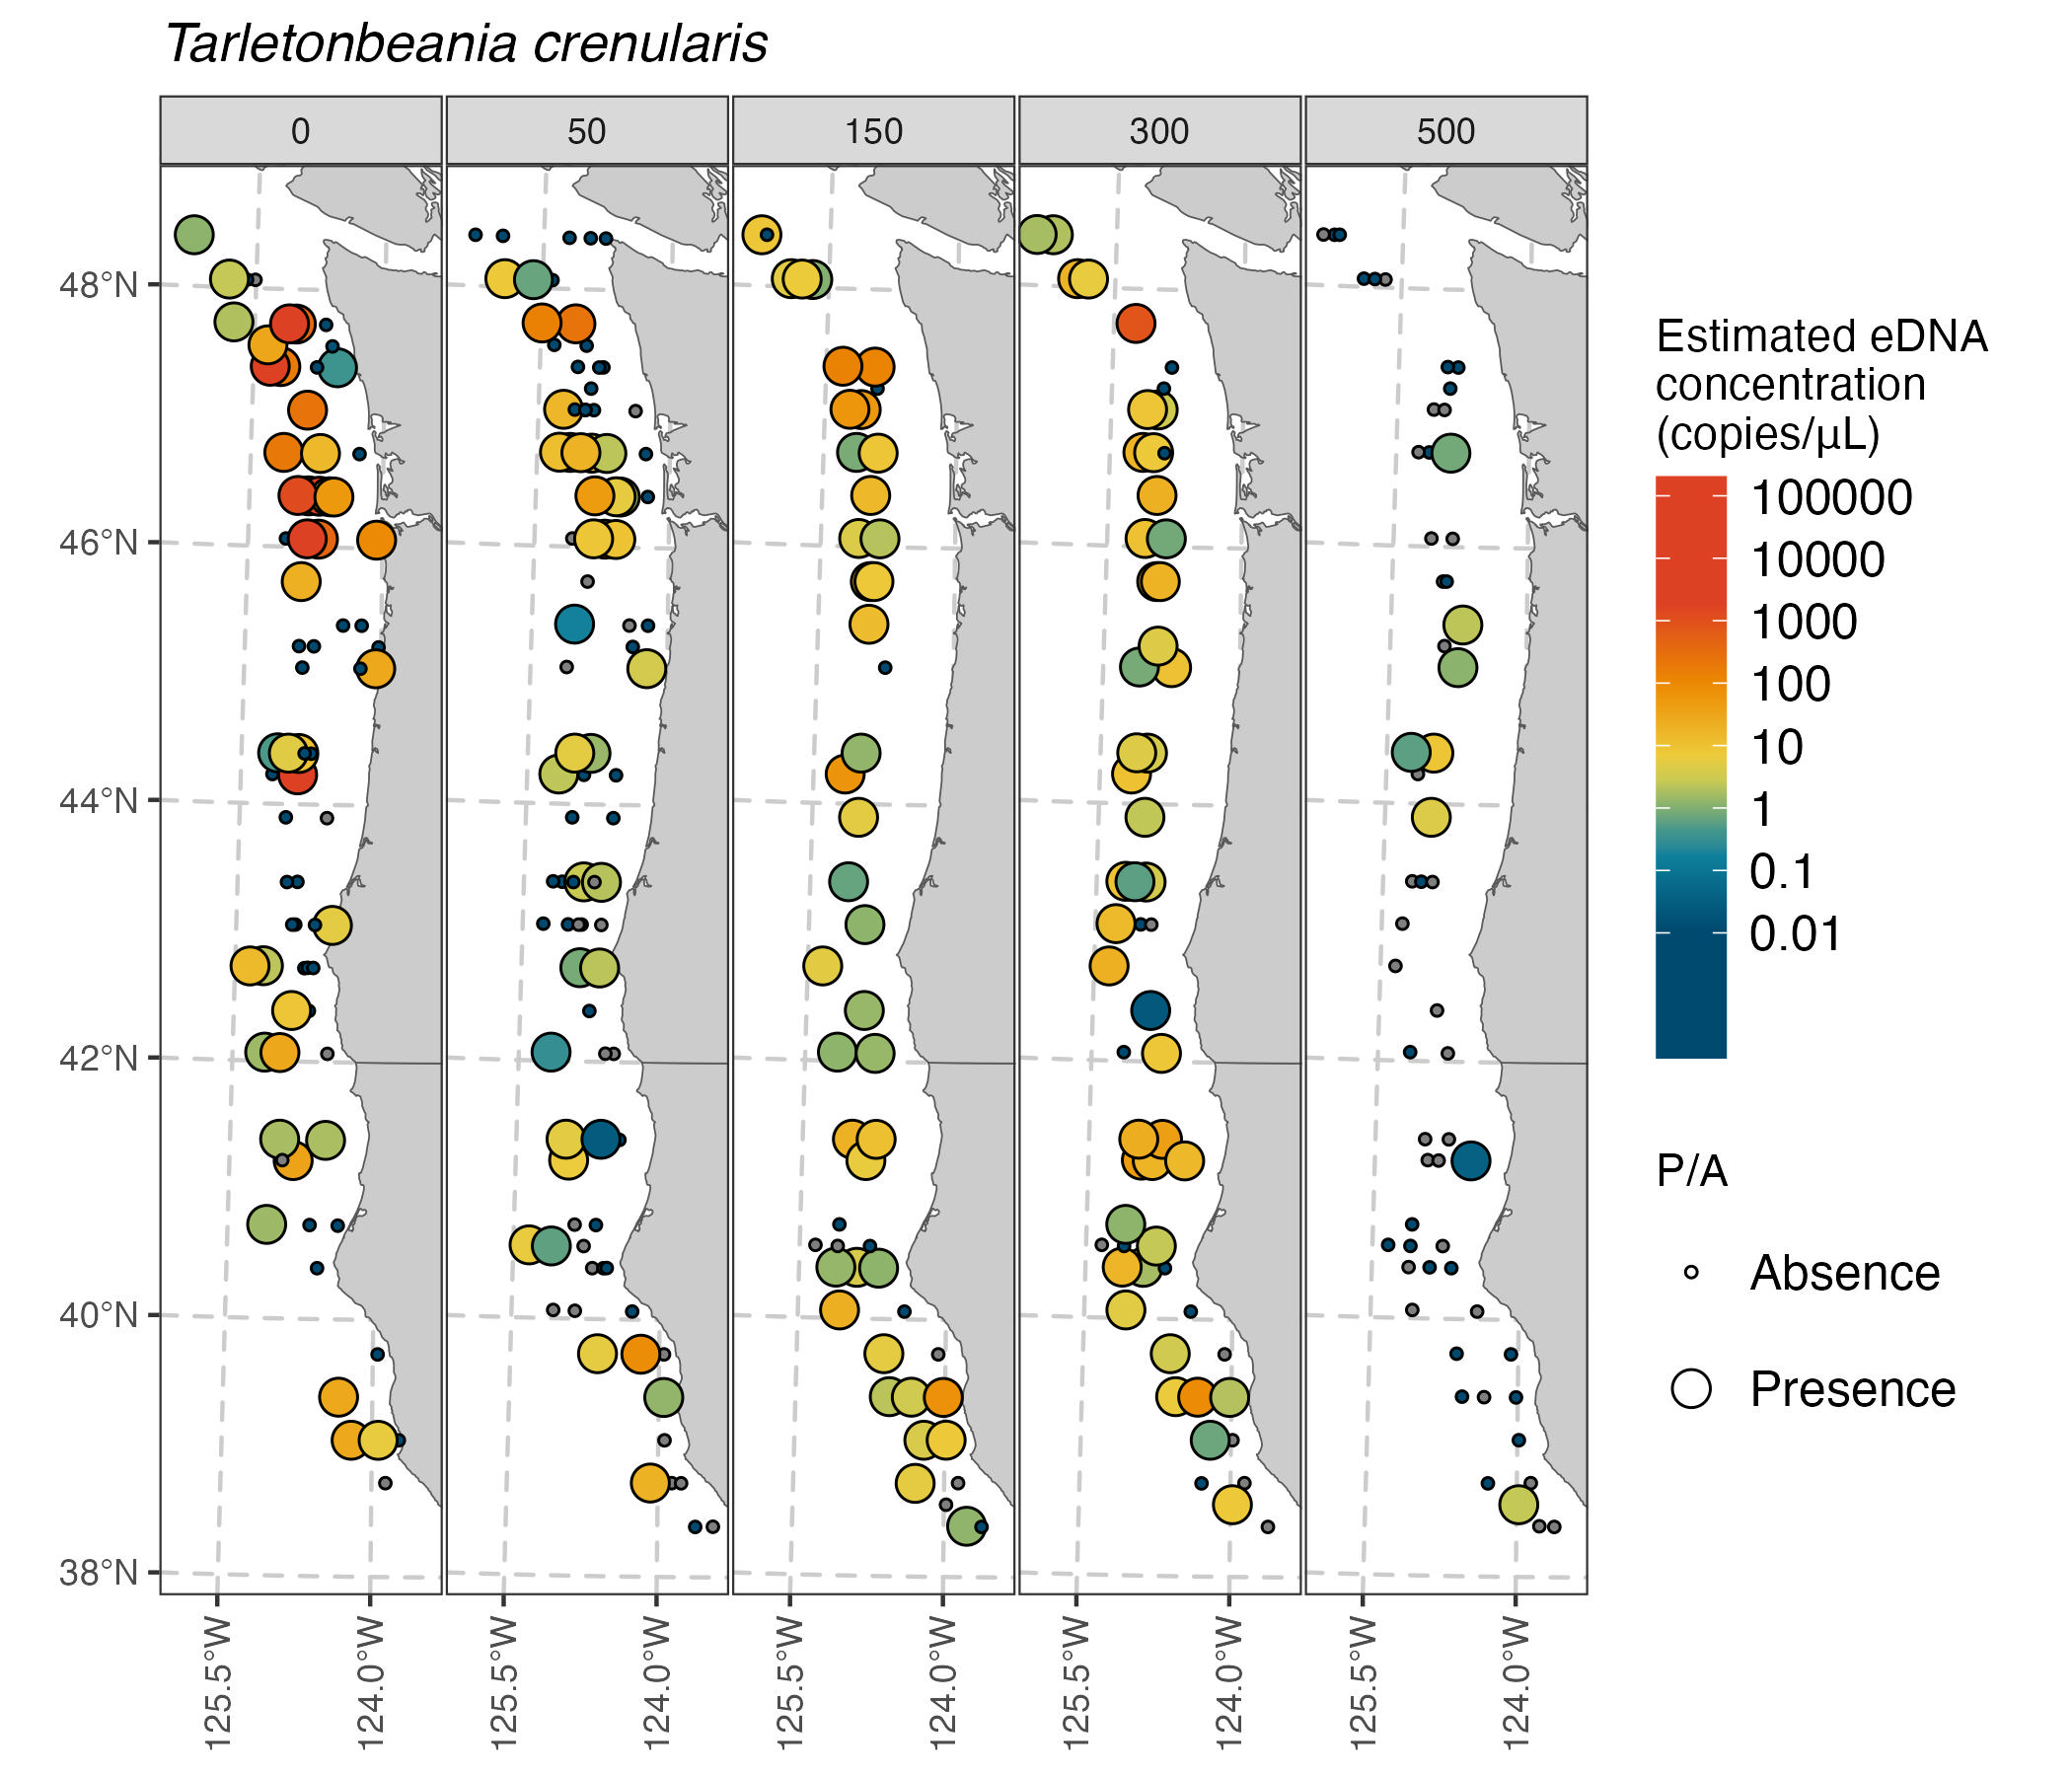 Tarletonbeania crenularis
0 50 150 300 500
48°N
46°N
44°N
42°N
40°N
38°N
125.5°W 124.0°W 125.5°W 124.0°W 125.5°W 124.0°W 125.5°W 124.0°W 125.5°W 124.0°W
Estimated eDNA
concentration
(copies/µL)
100000
10000
1000
100
10
1
0.1
0.01
P/A
Absence
Presence